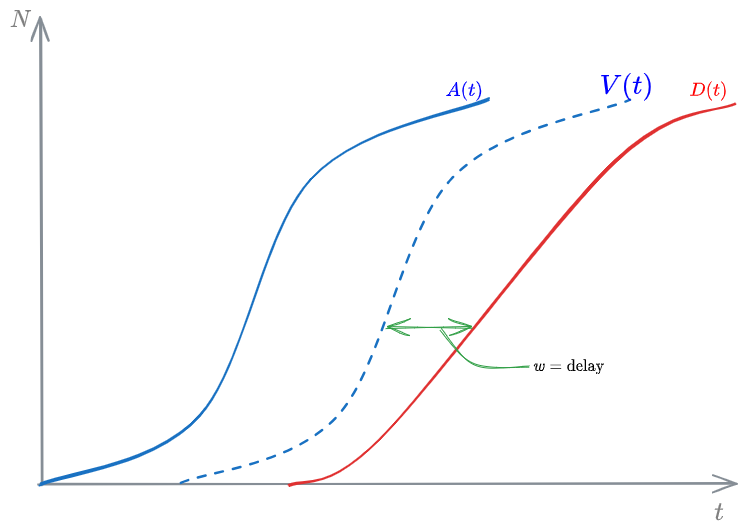 N
A(t)
V(t)
D(t)
w = delay
t